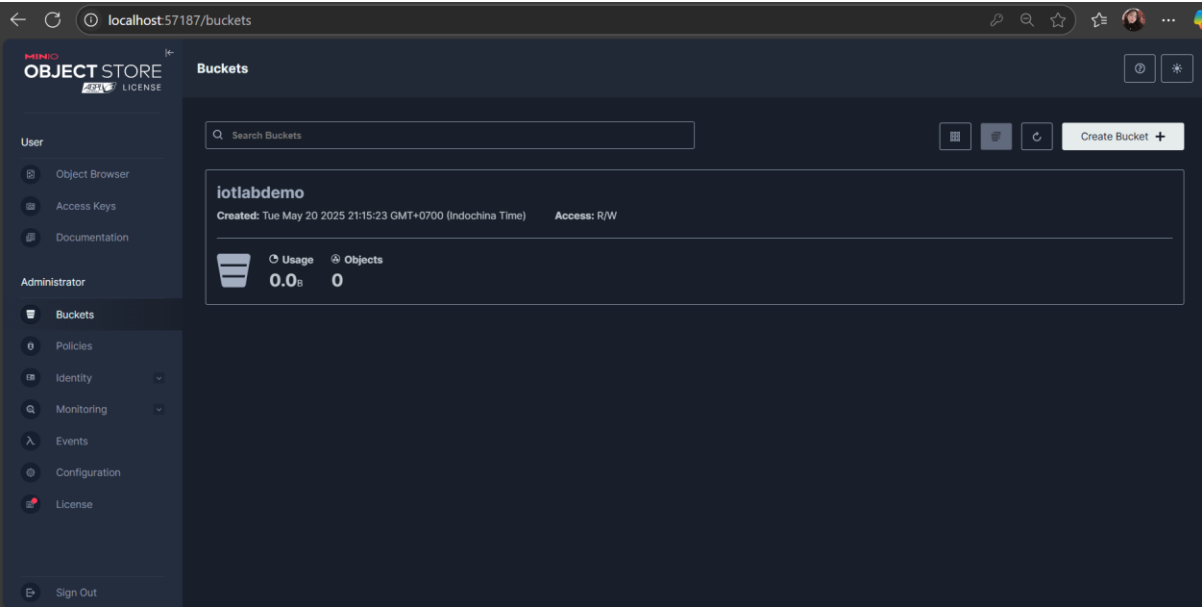 localhost:57187/buckets
MINIO
OBJECT STORE
LICENSE
Buckets
User
Object Browser
Access Keys
Documentation
Administrator
Buckets
Policies
Identity
Monitoring
Events
Configuration
License
Sign Out
Search Buckets
Create Bucket +
iotlabdemo
Created: Tue May 20 2025 21:15:23 GMT+0700 (Indochina Time) Access: R/W
Usage Objects
0.0B 0